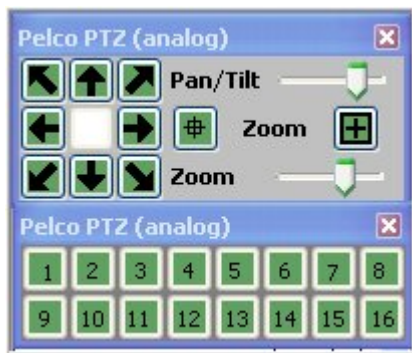 Pelco PTZ (analog)
Pan/Tilt
Zoom
Zoom
Pelco PTZ (analog)
1 2 3 4 5 6 7 8
9 10 11 12 13 14 15 16